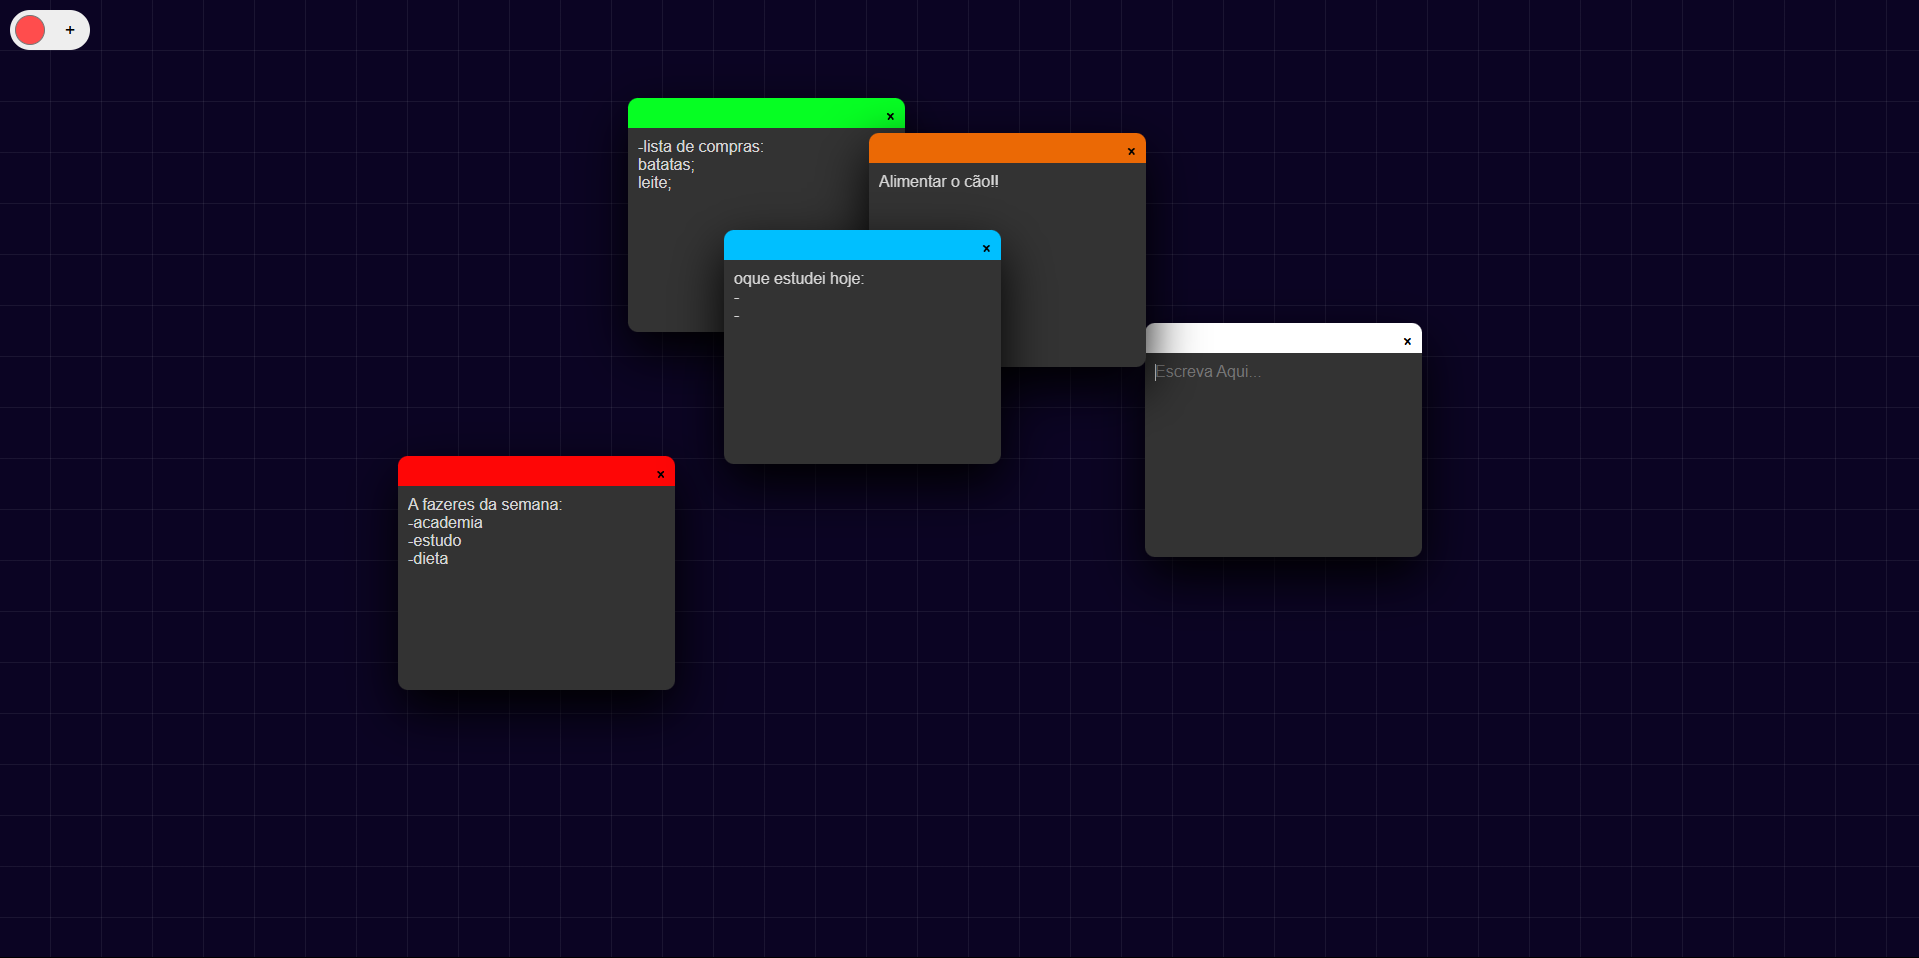 +
×
-lista de compras:
batatas;
leite;
×
Alimentar o cão!!
×
oque estudei hoje:
-
-
×
Escreva Aqui...
×
A fazeres da semana:
-academia
-estudo
-dieta